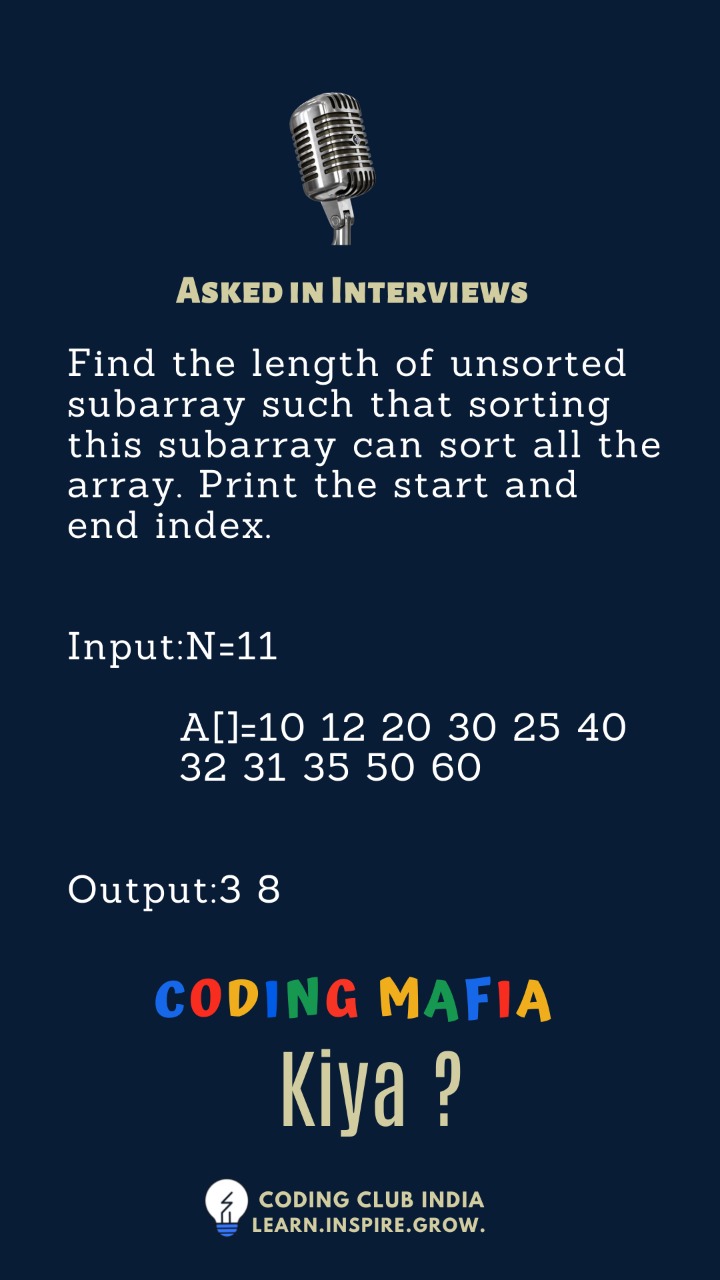 Asked in Interviews
Find the length of unsorted
subarray such that sorting
this subarray can sort all the
array. Print the start and
end index.
Input:N=11
A[]=10 12 20 30 25 40
32 31 35 50 60
Output:3 8
CODING MAFIA
Kiya ?
CODING CLUB INDIA
LEARN.INSPIRE.GROW.